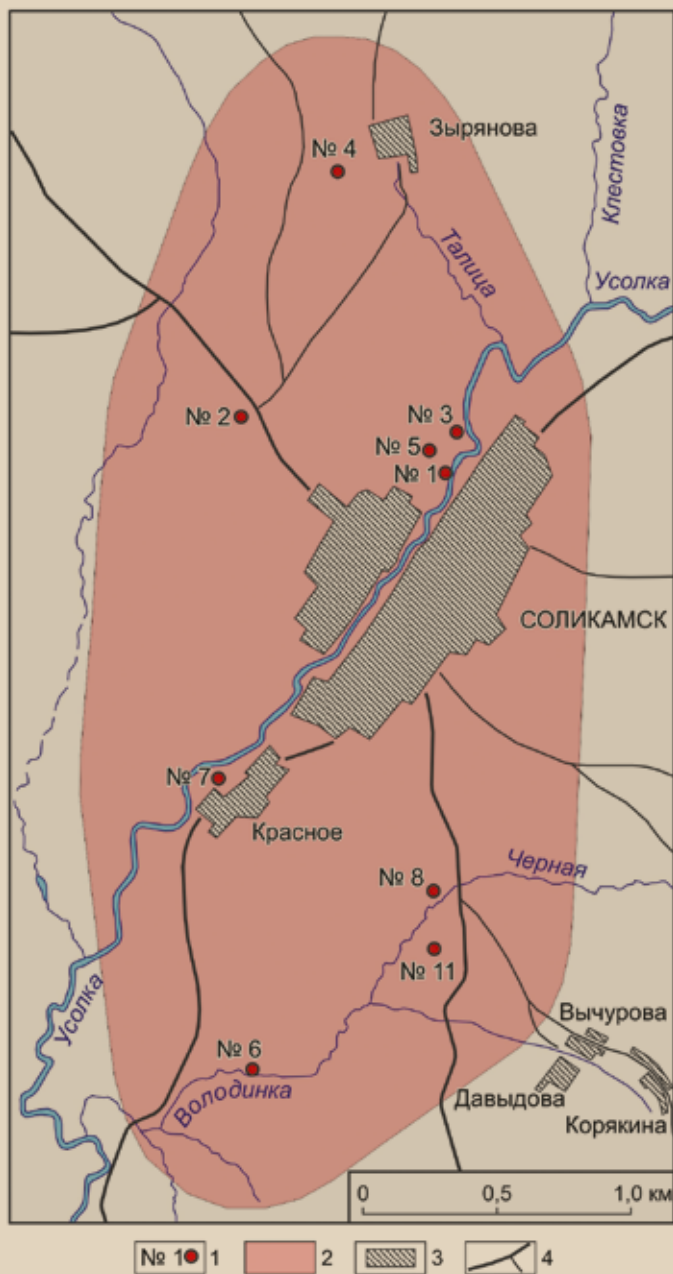 Зырянова
№ 4
Клестовка
Талица
Усолка
№ 2
№ 3
№ 5
№ 1
СОЛИКАМСК
№ 7
Красное
Черная
№ 8
№ 11
Усолка
Вычурова
№ 6
Володинка
Давыдова
Корякина
0 0,5 1,0 км
№ 1 1 2 3 4